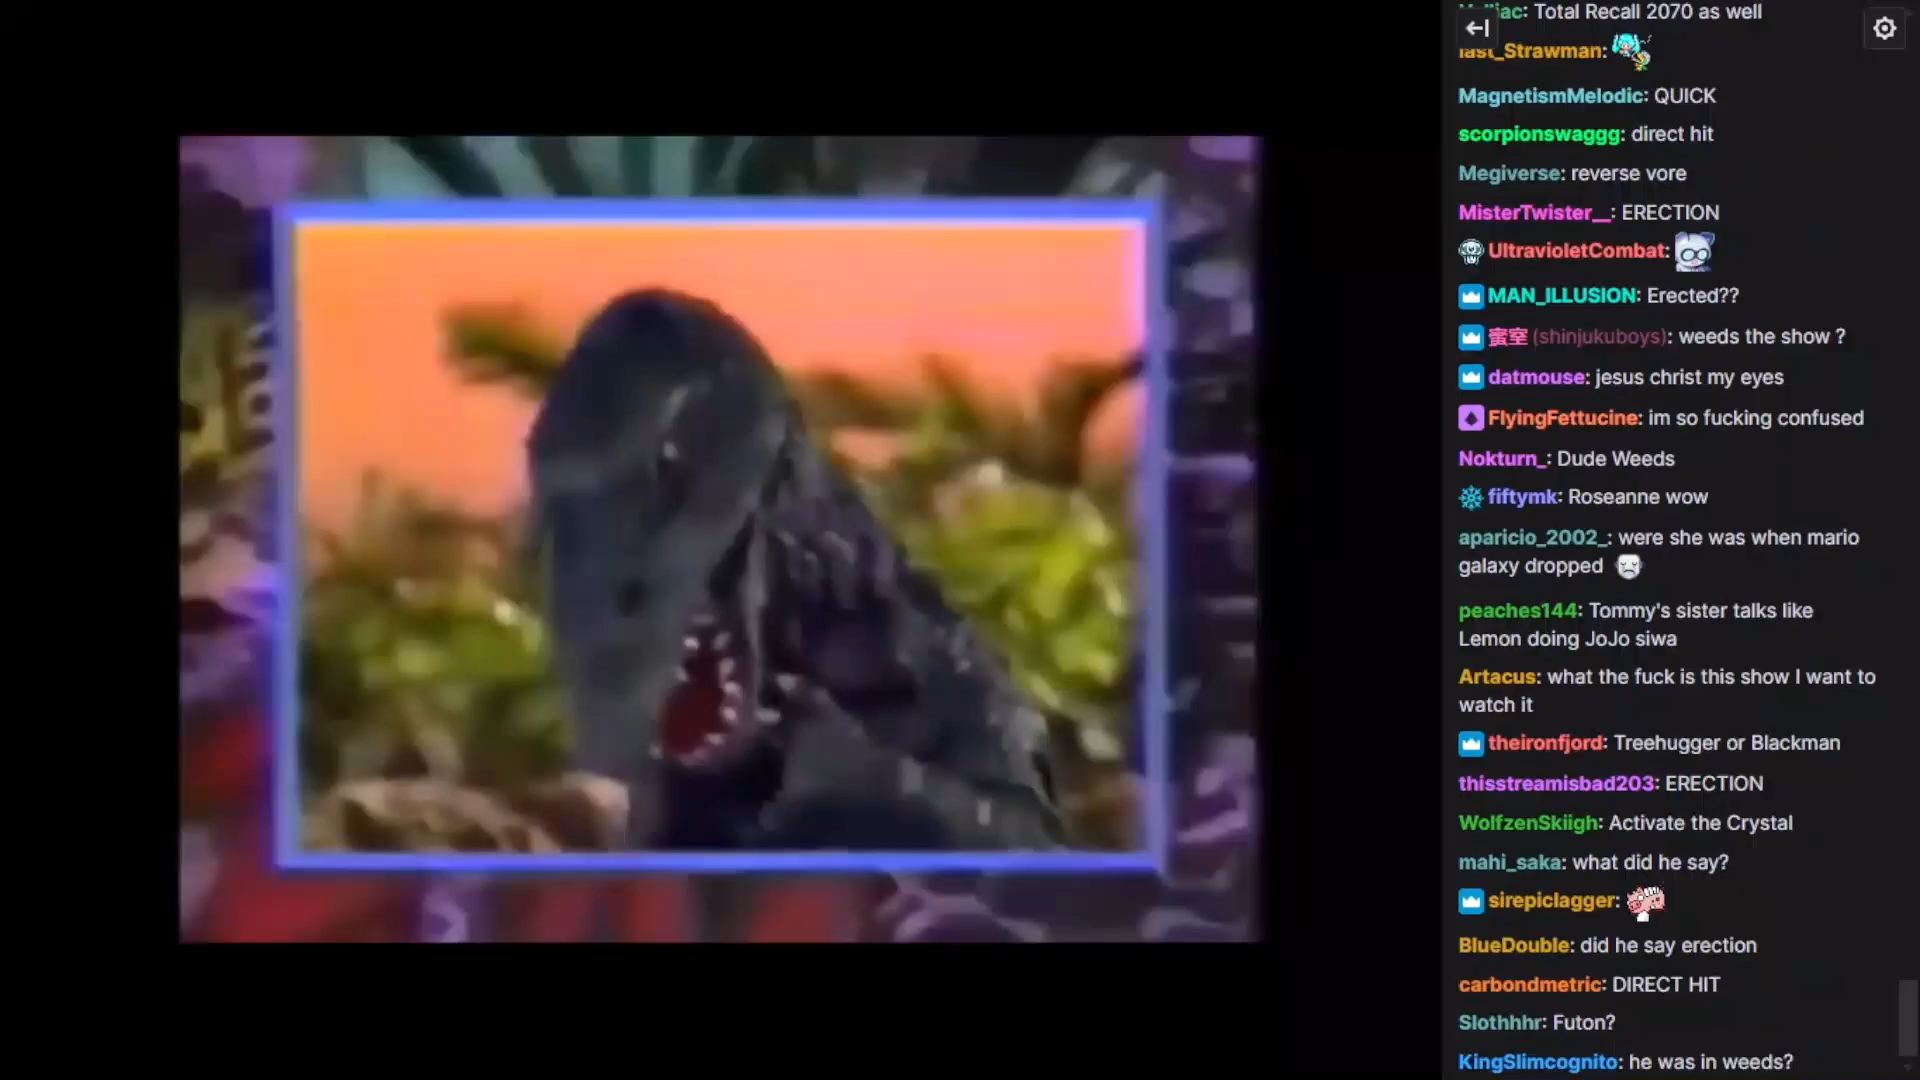 iac: Total Recall 2070 as well
last_Strawman:
MagnetismMelodic: QUICK
scorpionswaggg: direct hit
Megiverse: reverse vore
MisterTwister__: ERECTION
UltravioletCombat:
MAN_ILLUSION: Erected??
蜜室 (shinjukuboys): weeds the show ?
datmouse: jesus christ my eyes
FlyingFettucine: im so fucking confused
Nokturn_: Dude Weeds
fiftymk: Roseanne wow
aparicio_2002_: were she was when mario
galaxy dropped
peaches144: Tommy's sister talks like
Lemon doing JoJo siwa
Artacus: what the fuck is this show I want to
watch it
theironfjord: Treehugger or Blackman
thisstreamisbad203: ERECTION
WolfzenSkiigh: Activate the Crystal
mahi_saka: what did he say?
sirepiclagger:
BlueDouble: did he say erection
carbondmetric: DIRECT HIT
Slothhhr: Futon?
KingSlimcognito: he was in weeds?